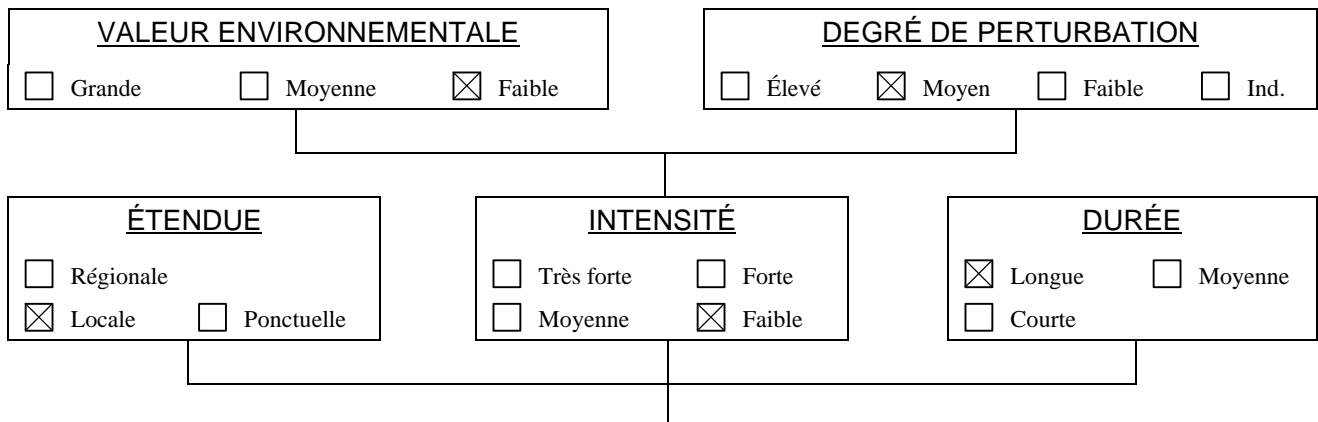 VALEUR ENVIRONNEMENTALE
Grande Moyenne Faible
DEGRÉ DE PERTURBATION
Élevé Moyen Faible Ind.
ÉTENDUE
Régionale
Locale Ponctuelle
INTENSITÉ
Très forte Forte
Moyenne Faible
DURÉE
Longue Moyenne
Courte